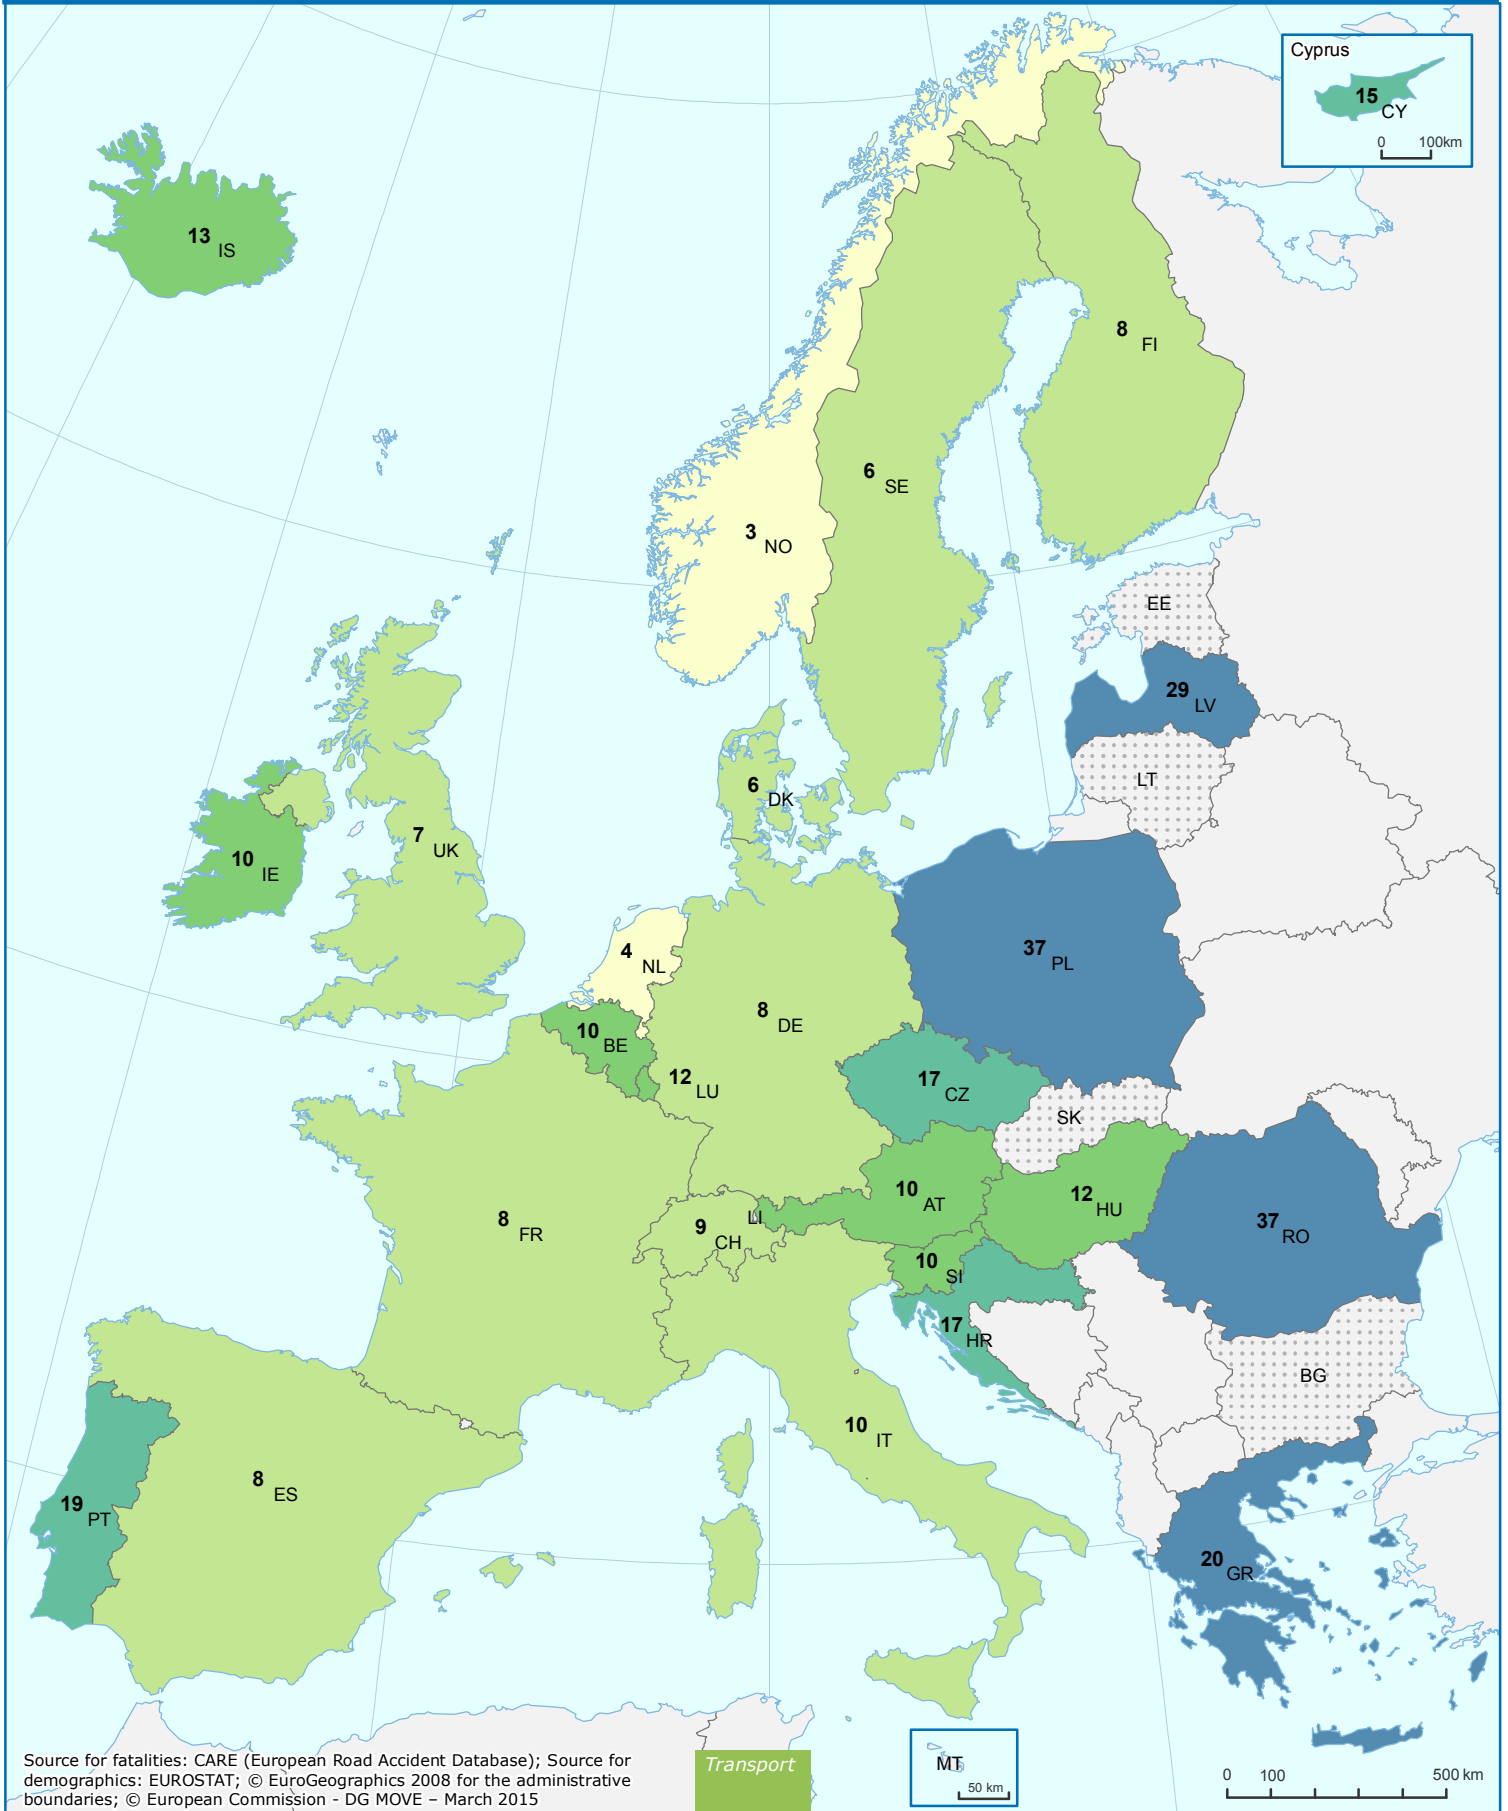 Cyprus
15
CY
0 100km
13
IS
8
FI
6
SE
3
NO
EE
29
LV
LT
6
DK
7
UK
10
IE
37
PL
4
NL
8
DE
10
BE
12
LU
17
CZ
SK
10
AT
12
HU
LI
8
FR
9
CH
37
RO
10
SI
17
HR
BG
10
IT
8
ES
19
PT
20
GR
Source for fatalities: CARE (European Road Accident Database); Source for
demographics: EUROSTAT; © EuroGeographics 2008 for the administrative
boundaries; © European Commission - DG MOVE – March 2015
Transport
MT
50 km
0 100 500 km